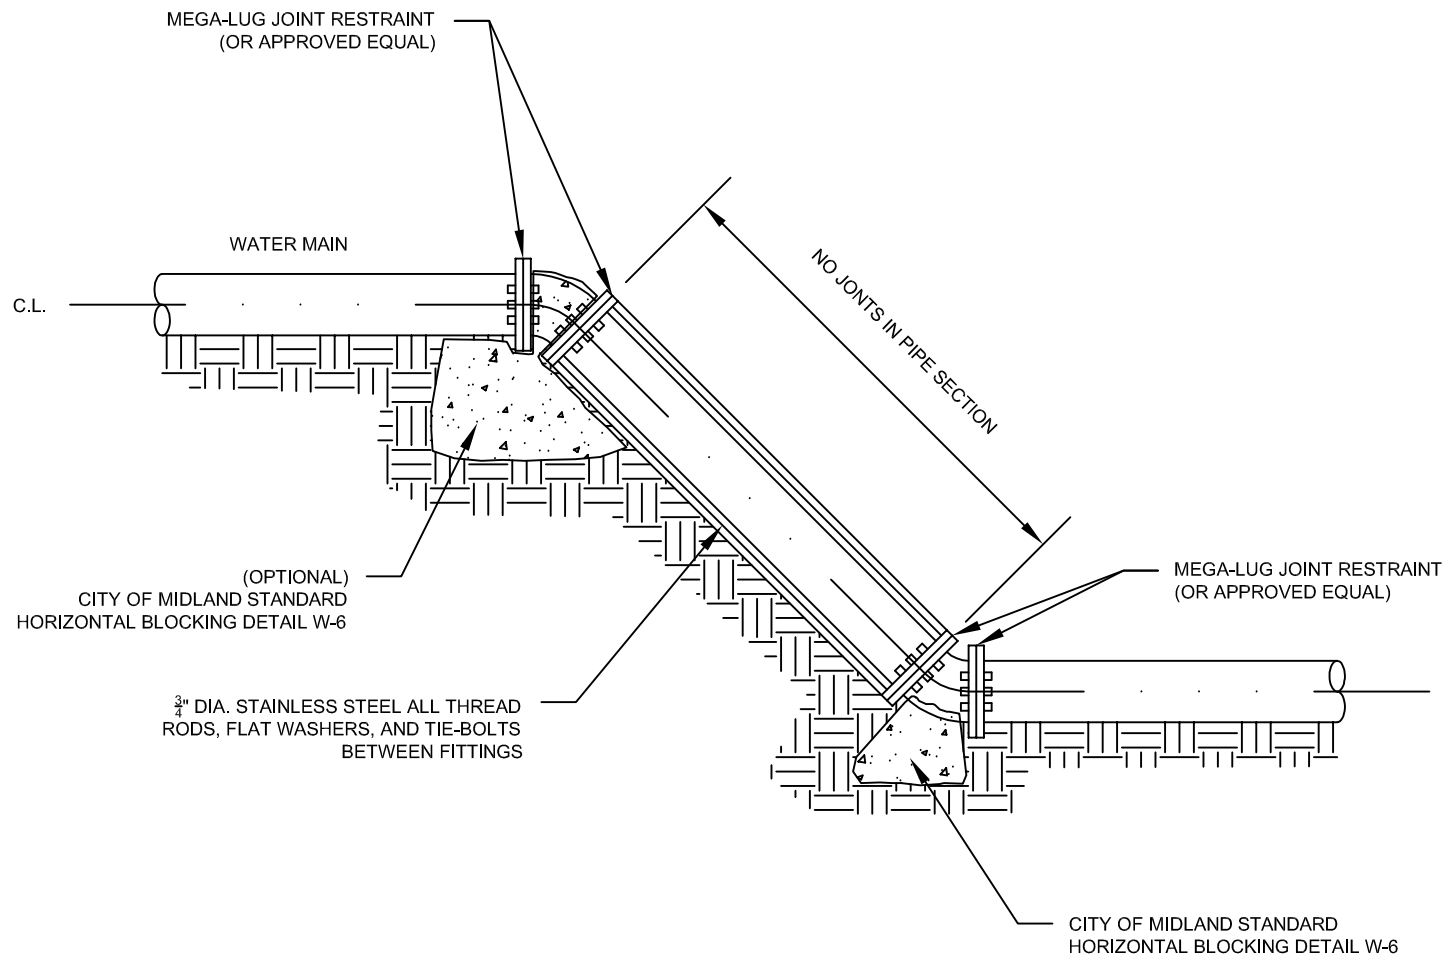 MEGA-LUG JOINT RESTRAINT
(OR APPROVED EQUAL)
WATER MAIN
C.L.
NO JONTS IN PIPE SECTION
(OPTIONAL)
CITY OF MIDLAND STANDARD
HORIZONTAL BLOCKING DETAIL W-6
MEGA-LUG JOINT RESTRAINT
(OR APPROVED EQUAL)
3/4" DIA. STAINLESS STEEL ALL THREAD
RODS, FLAT WASHERS, AND TIE-BOLTS
BETWEEN FITTINGS
CITY OF MIDLAND STANDARD
HORIZONTAL BLOCKING DETAIL W-6